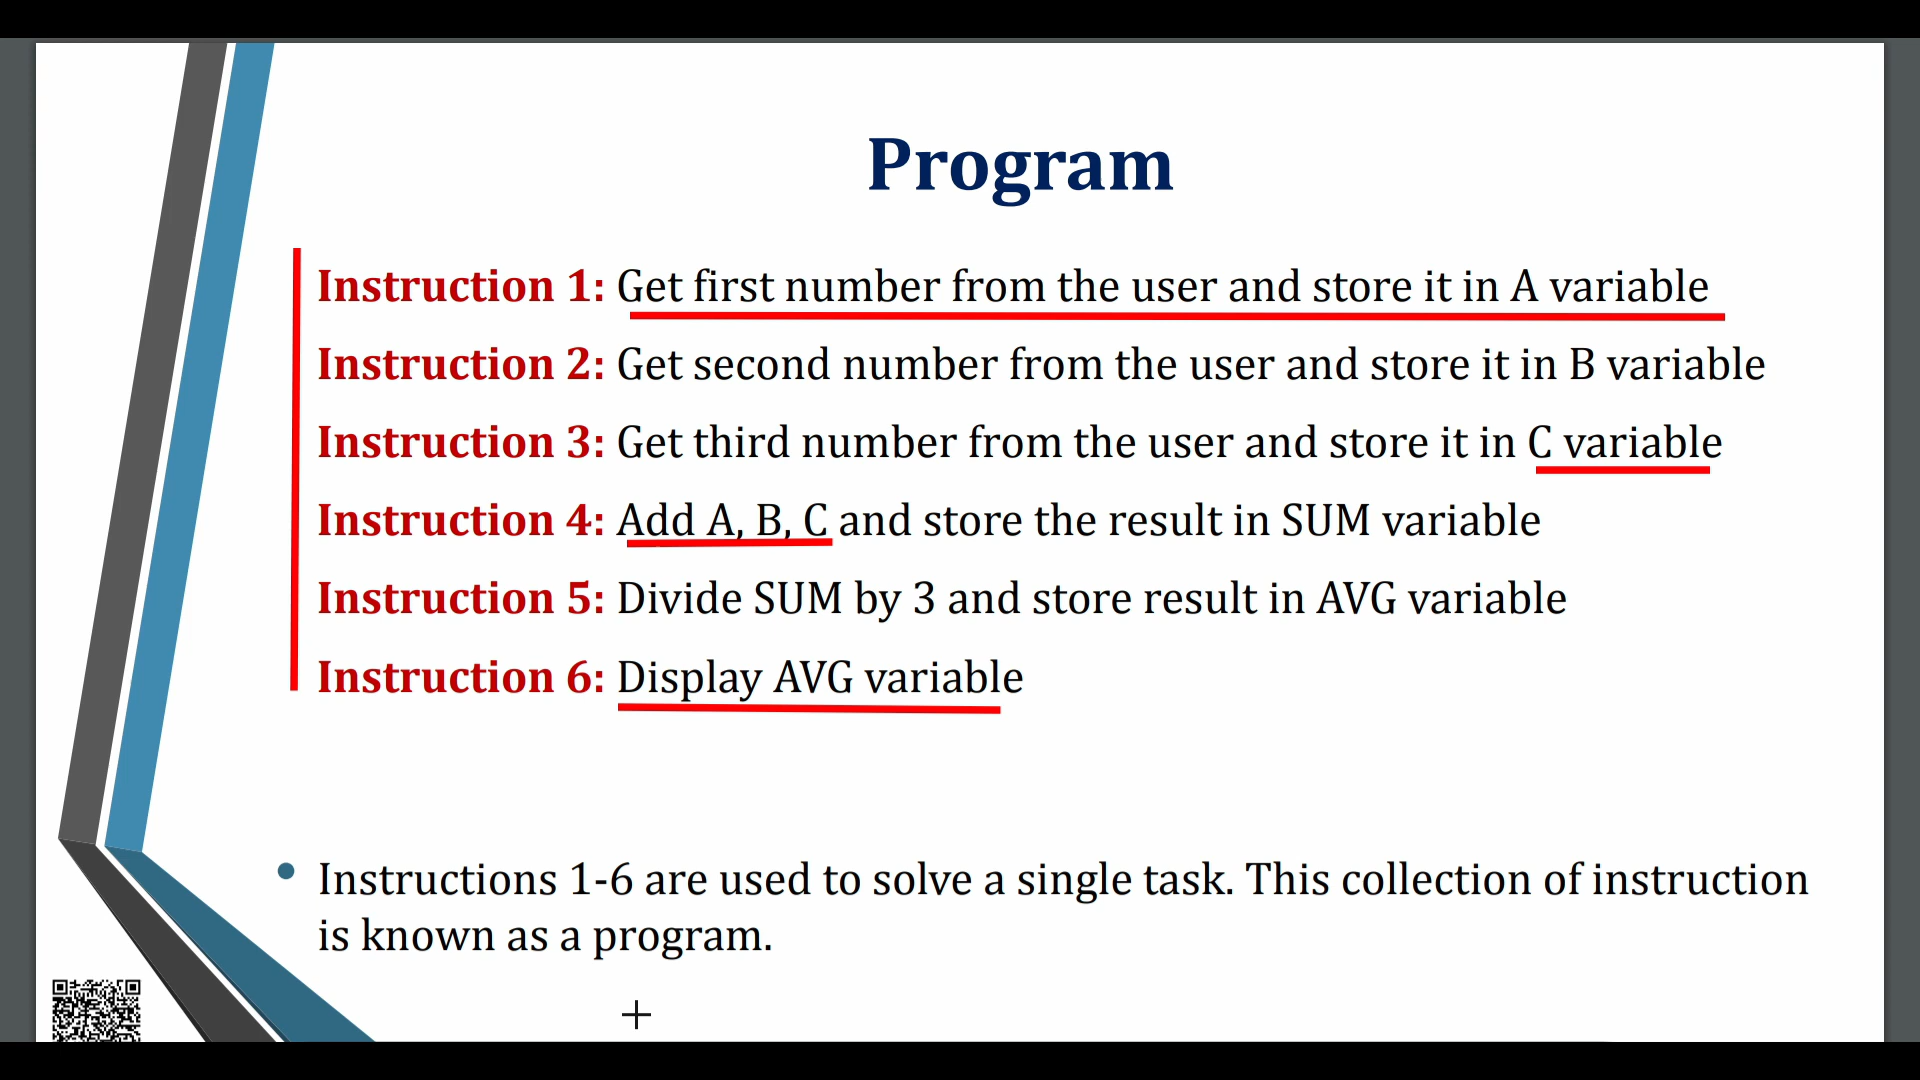 Program
Instruction 1: Get first number from the user and store it in A variable
Instruction 2: Get second number from the user and store it in B variable
Instruction 3: Get third number from the user and store it in C variable
Instruction 4: Add A, B, C and store the result in SUM variable
Instruction 5: Divide SUM by 3 and store result in AVG variable
Instruction 6: Display AVG variable
• Instructions 1-6 are used to solve a single task. This collection of instruction
is known as a program.